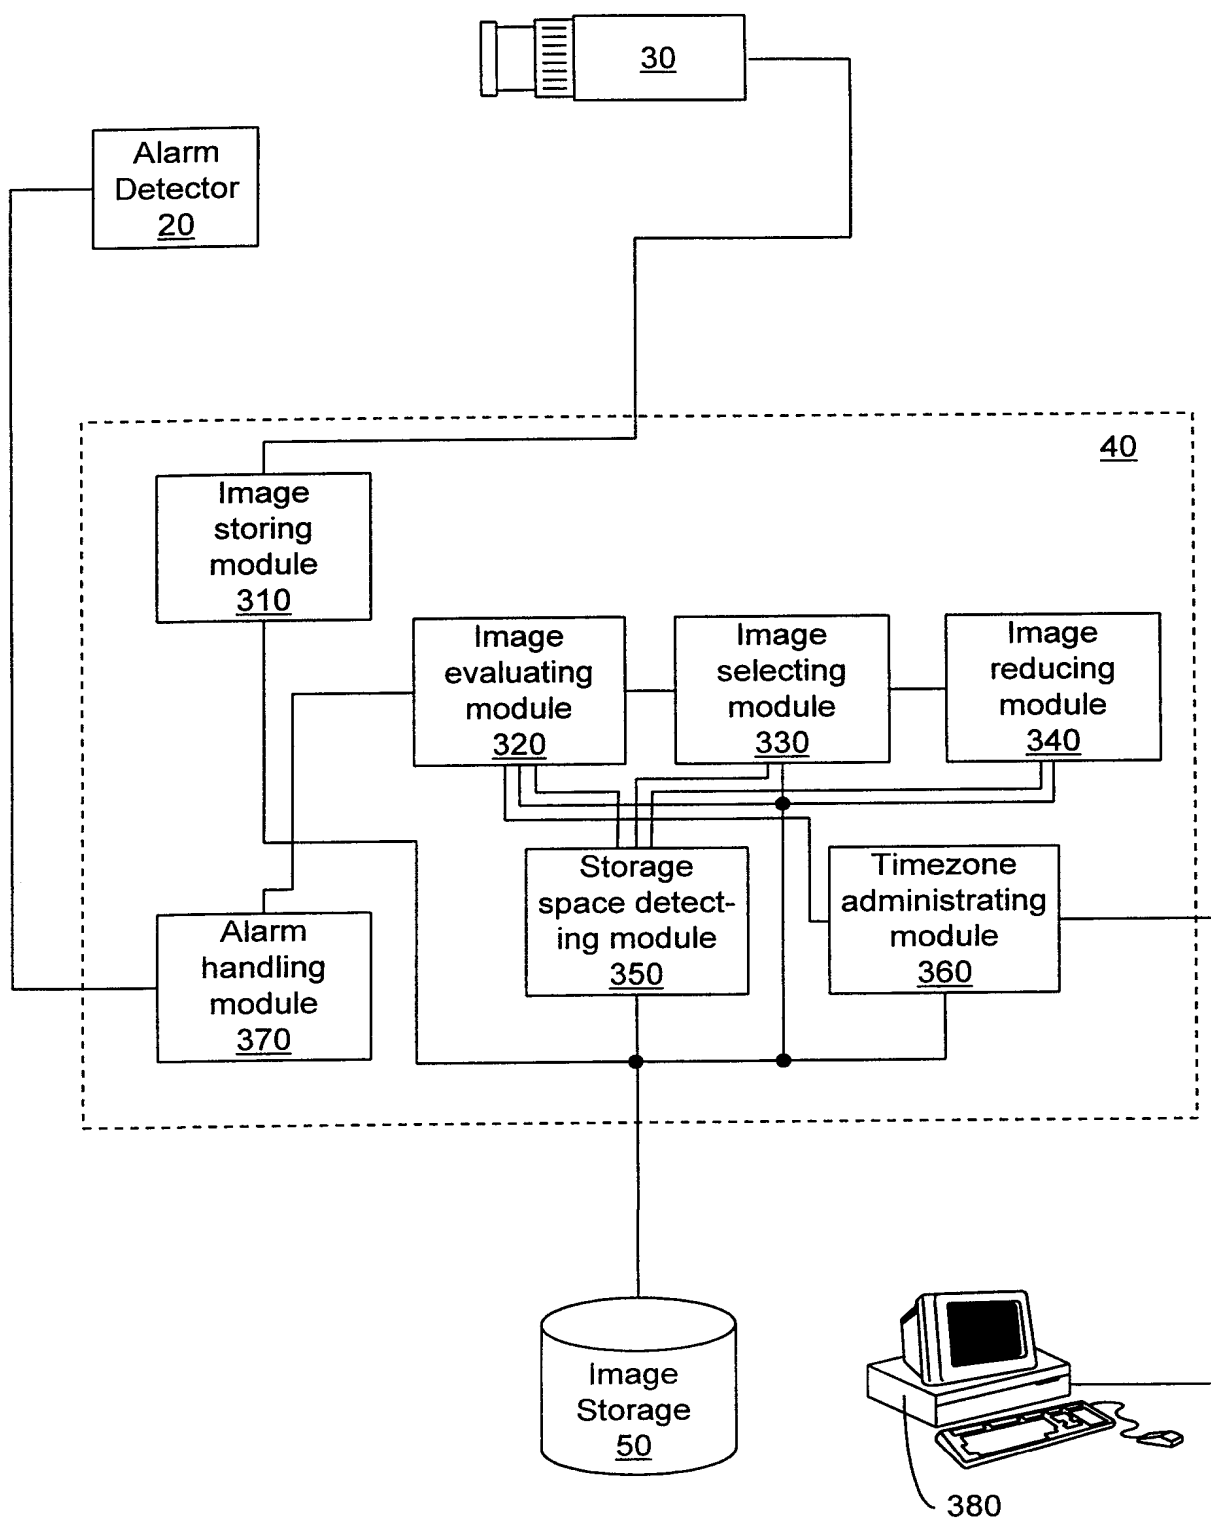 30
Alarm
Detector
20
40
Image
storing
module
310
Image
evaluating
module
320
Image
selecting
module
330
Image
reducing
module
340
Storage
space detect-
ing module
350
Timezone
administrating
module
360
Alarm
handling
module
370
Image
Storage
50
380